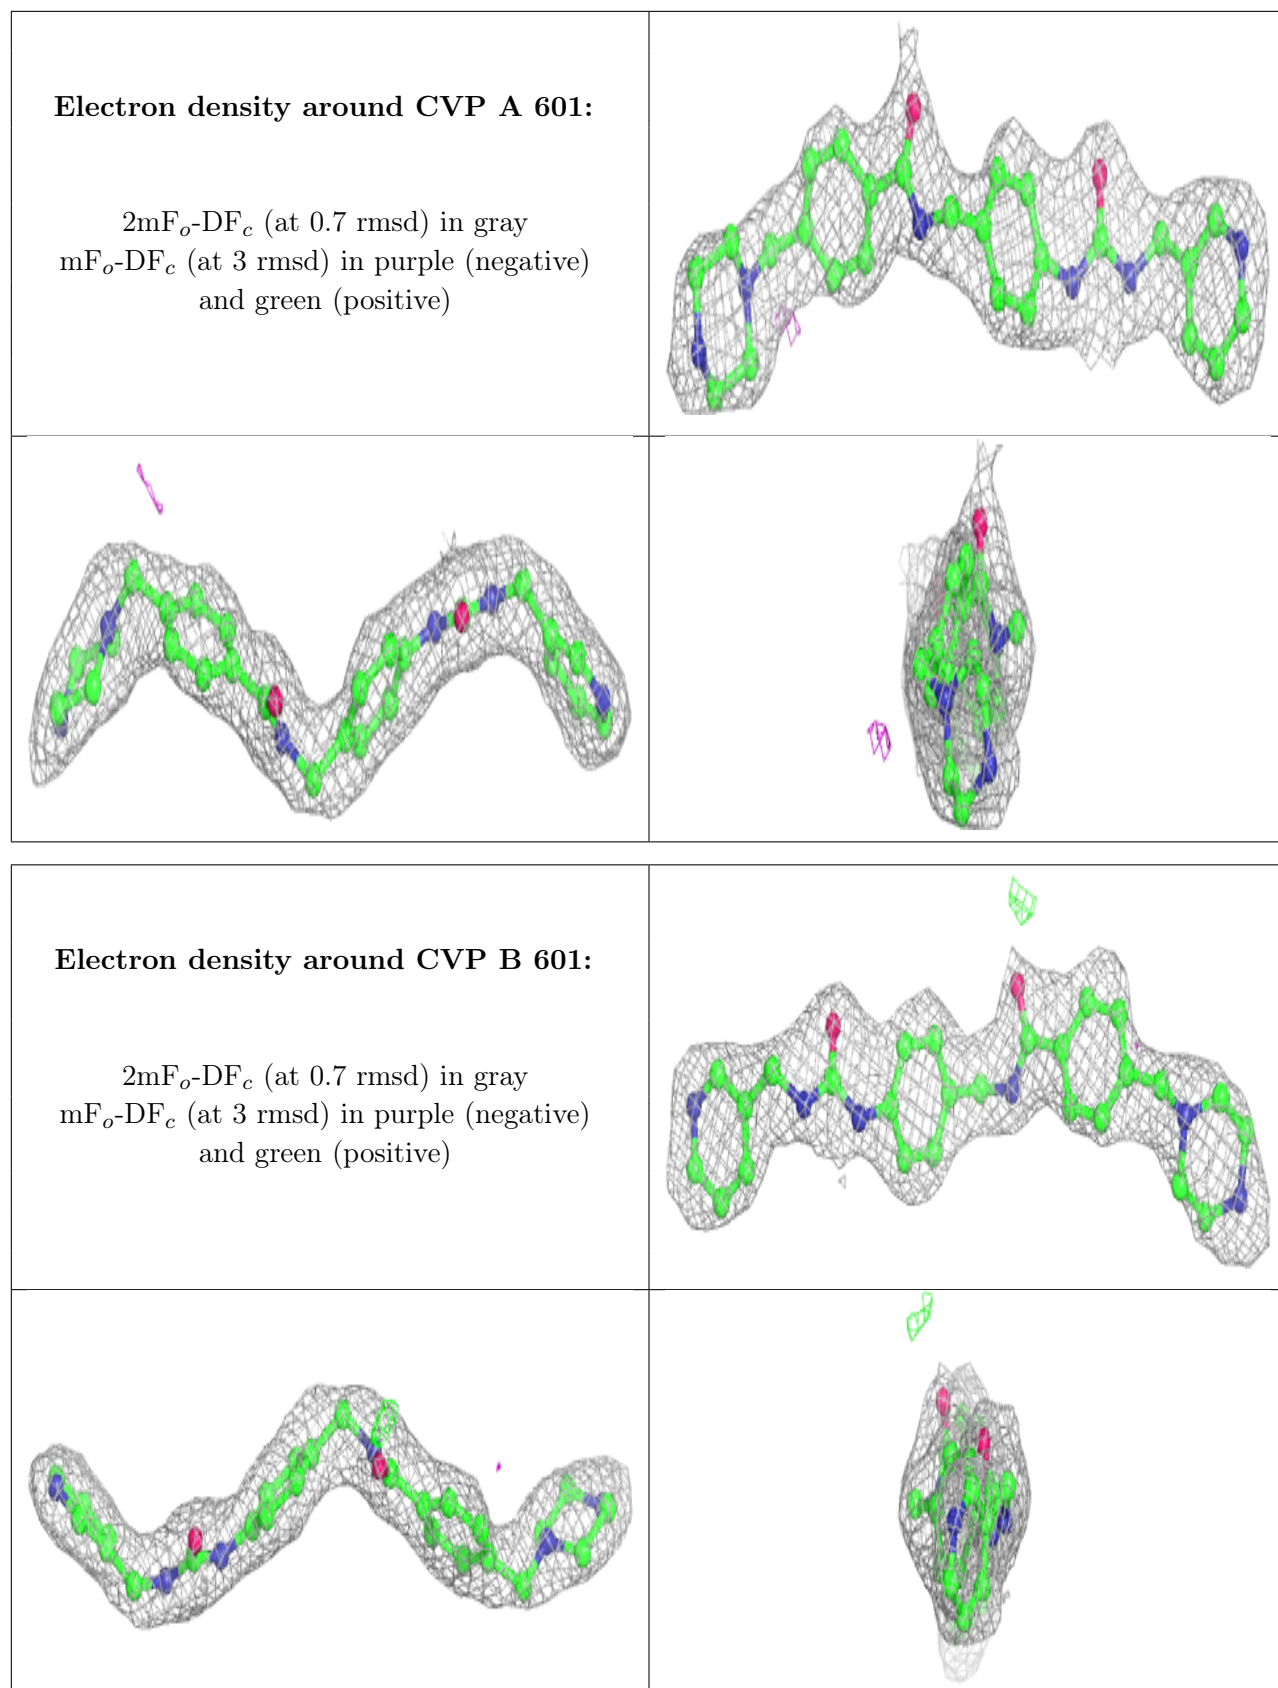 Electron density around CVP A 601:
2mFo-DFc (at 0.7 rmsd) in gray
mFo-DFc (at 3 rmsd) in purple (negative)
and green (positive)
Electron density around CVP B 601:
2mFo-DFc (at 0.7 rmsd) in gray
mFo-DFc (at 3 rmsd) in purple (negative)
and green (positive)